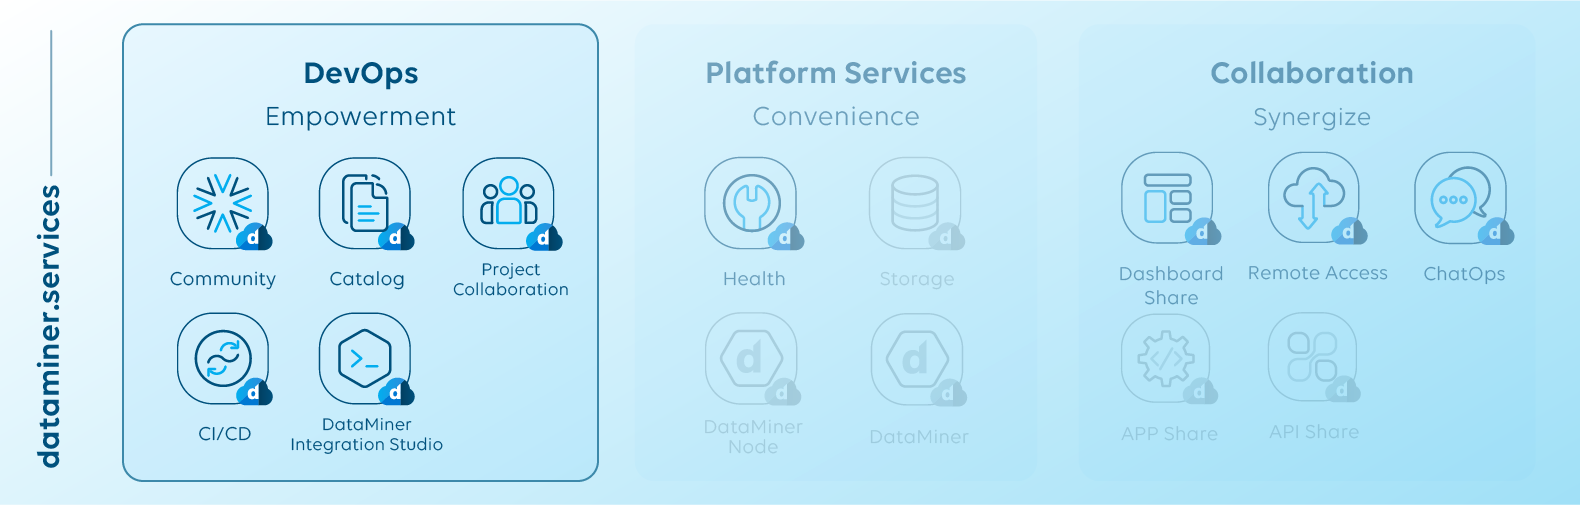 dataminer.services
DevOps
Empowerment
Community
Catalog
Project
Collaboration
CI/CD
DataMiner
Integration Studio
Platform Services
Convenience
Health
Storage
DataMiner
Node
DataMiner
Collaboration
Synergize
Dashboard
Share
Remote Access
ChatOps
APP Share
API Share